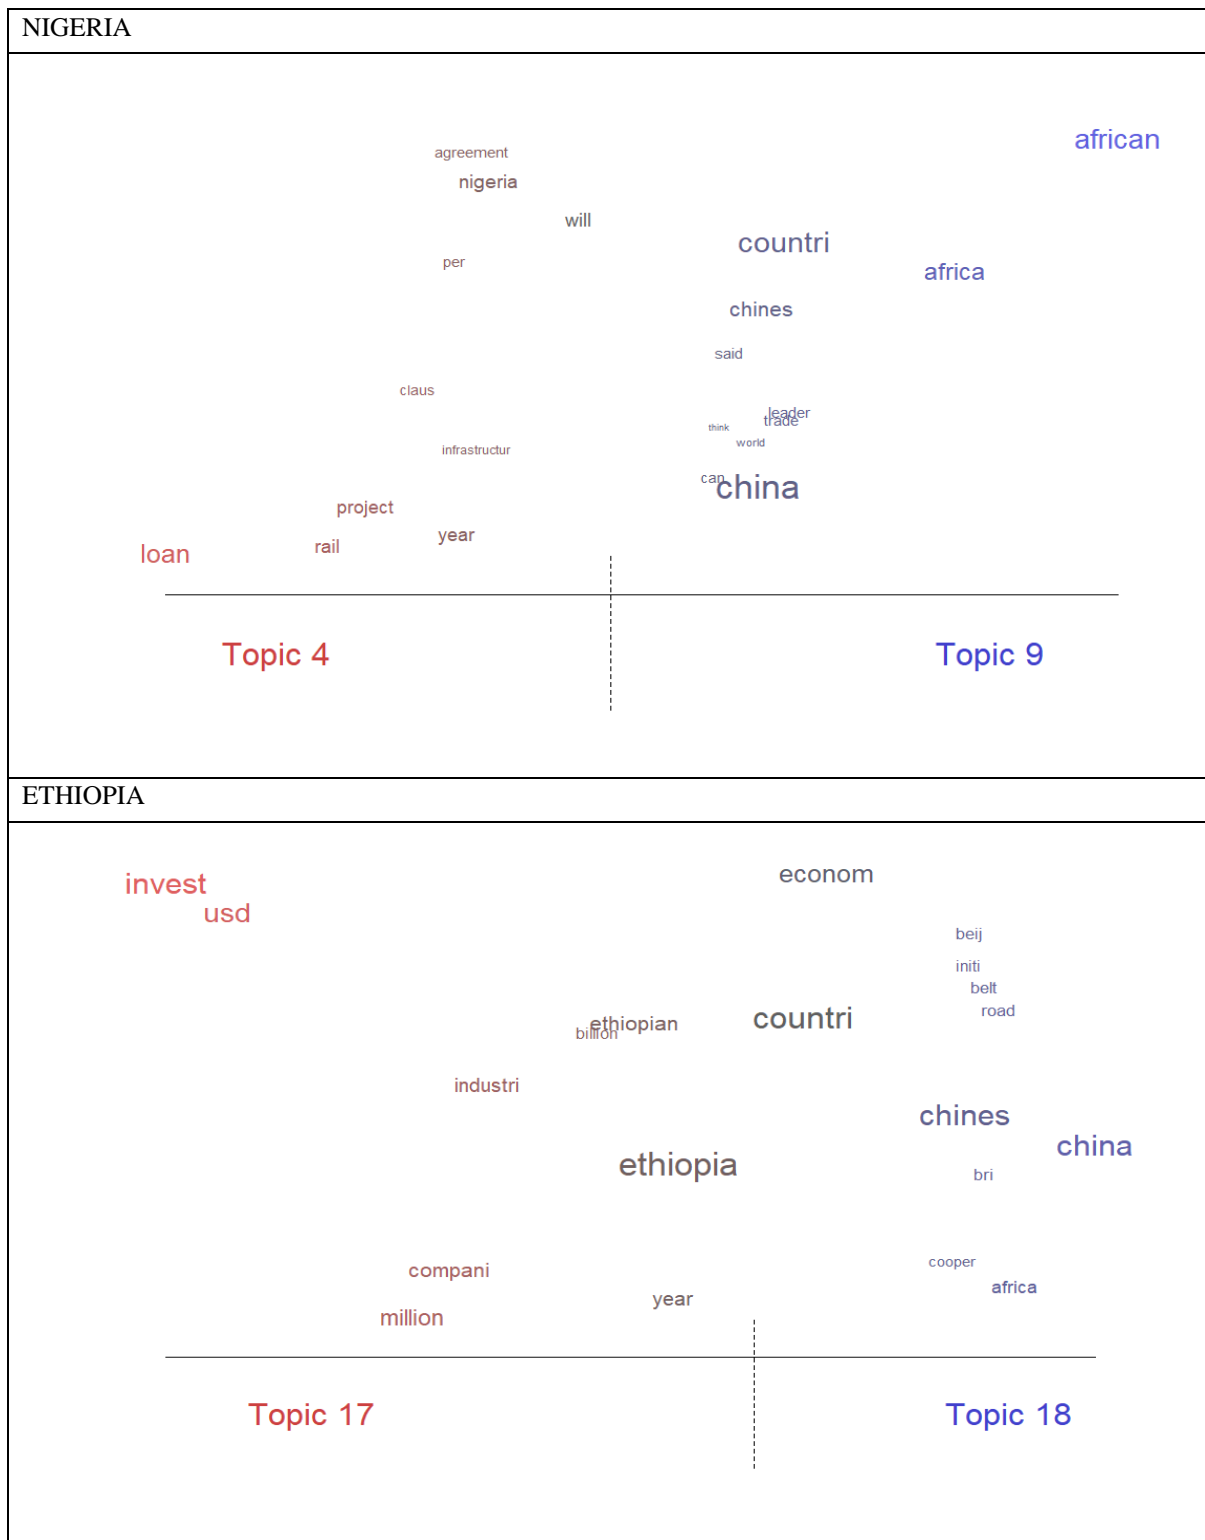 NIGERIA
african
agreement
nigeria
will
countri
per
africa
chines
said
claus
leader
trade
think
world
infrastructur
can
china
project
year
rail
loan
Topic 4
Topic 9
ETHIOPIA
invest
econom
usd
beij
initi
belt
road
countri
ethiopian
billion
industri
chines
china
ethiopia
bri
cooper
compani
africa
year
million
Topic 17
Topic 18